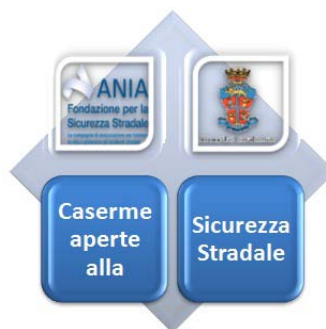 ANIA
Fondazione per la
Sicurezza Stradale
Caserme
aperte
alla
Sicurezza
Stradale